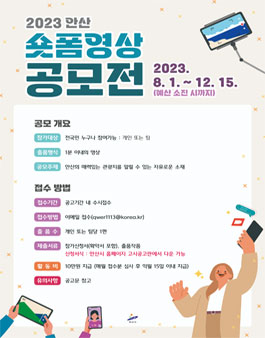 2023 안산
숏폼영상
공모전
2023.
8. 1. ~ 12. 15.
(예산 소진 시까지)
공모 개요
참가대상 전국민 누구나 참여가능 : 개인 또는 팀
출품형식 1분 이내의 영상
공모주제 안산의 매력있는 관광지를 알릴 수 있는 자유로운 소재
접수 방법
접수기간 공고기간 내 수시접수
접수방법 이메일 접수(qwer1113@korea.kr)
출 품 수 개인 또는 팀당 1편
제출서류 참가신청서(확약서 포함), 출품작품
신청서식 : 안산시 홈페이지 고시공고란에서 다운 가능
활 동 비 10만원 지급 (매월 접수분 심사 후 익월 15일 이내 지급)
유의사항 공고문 참고